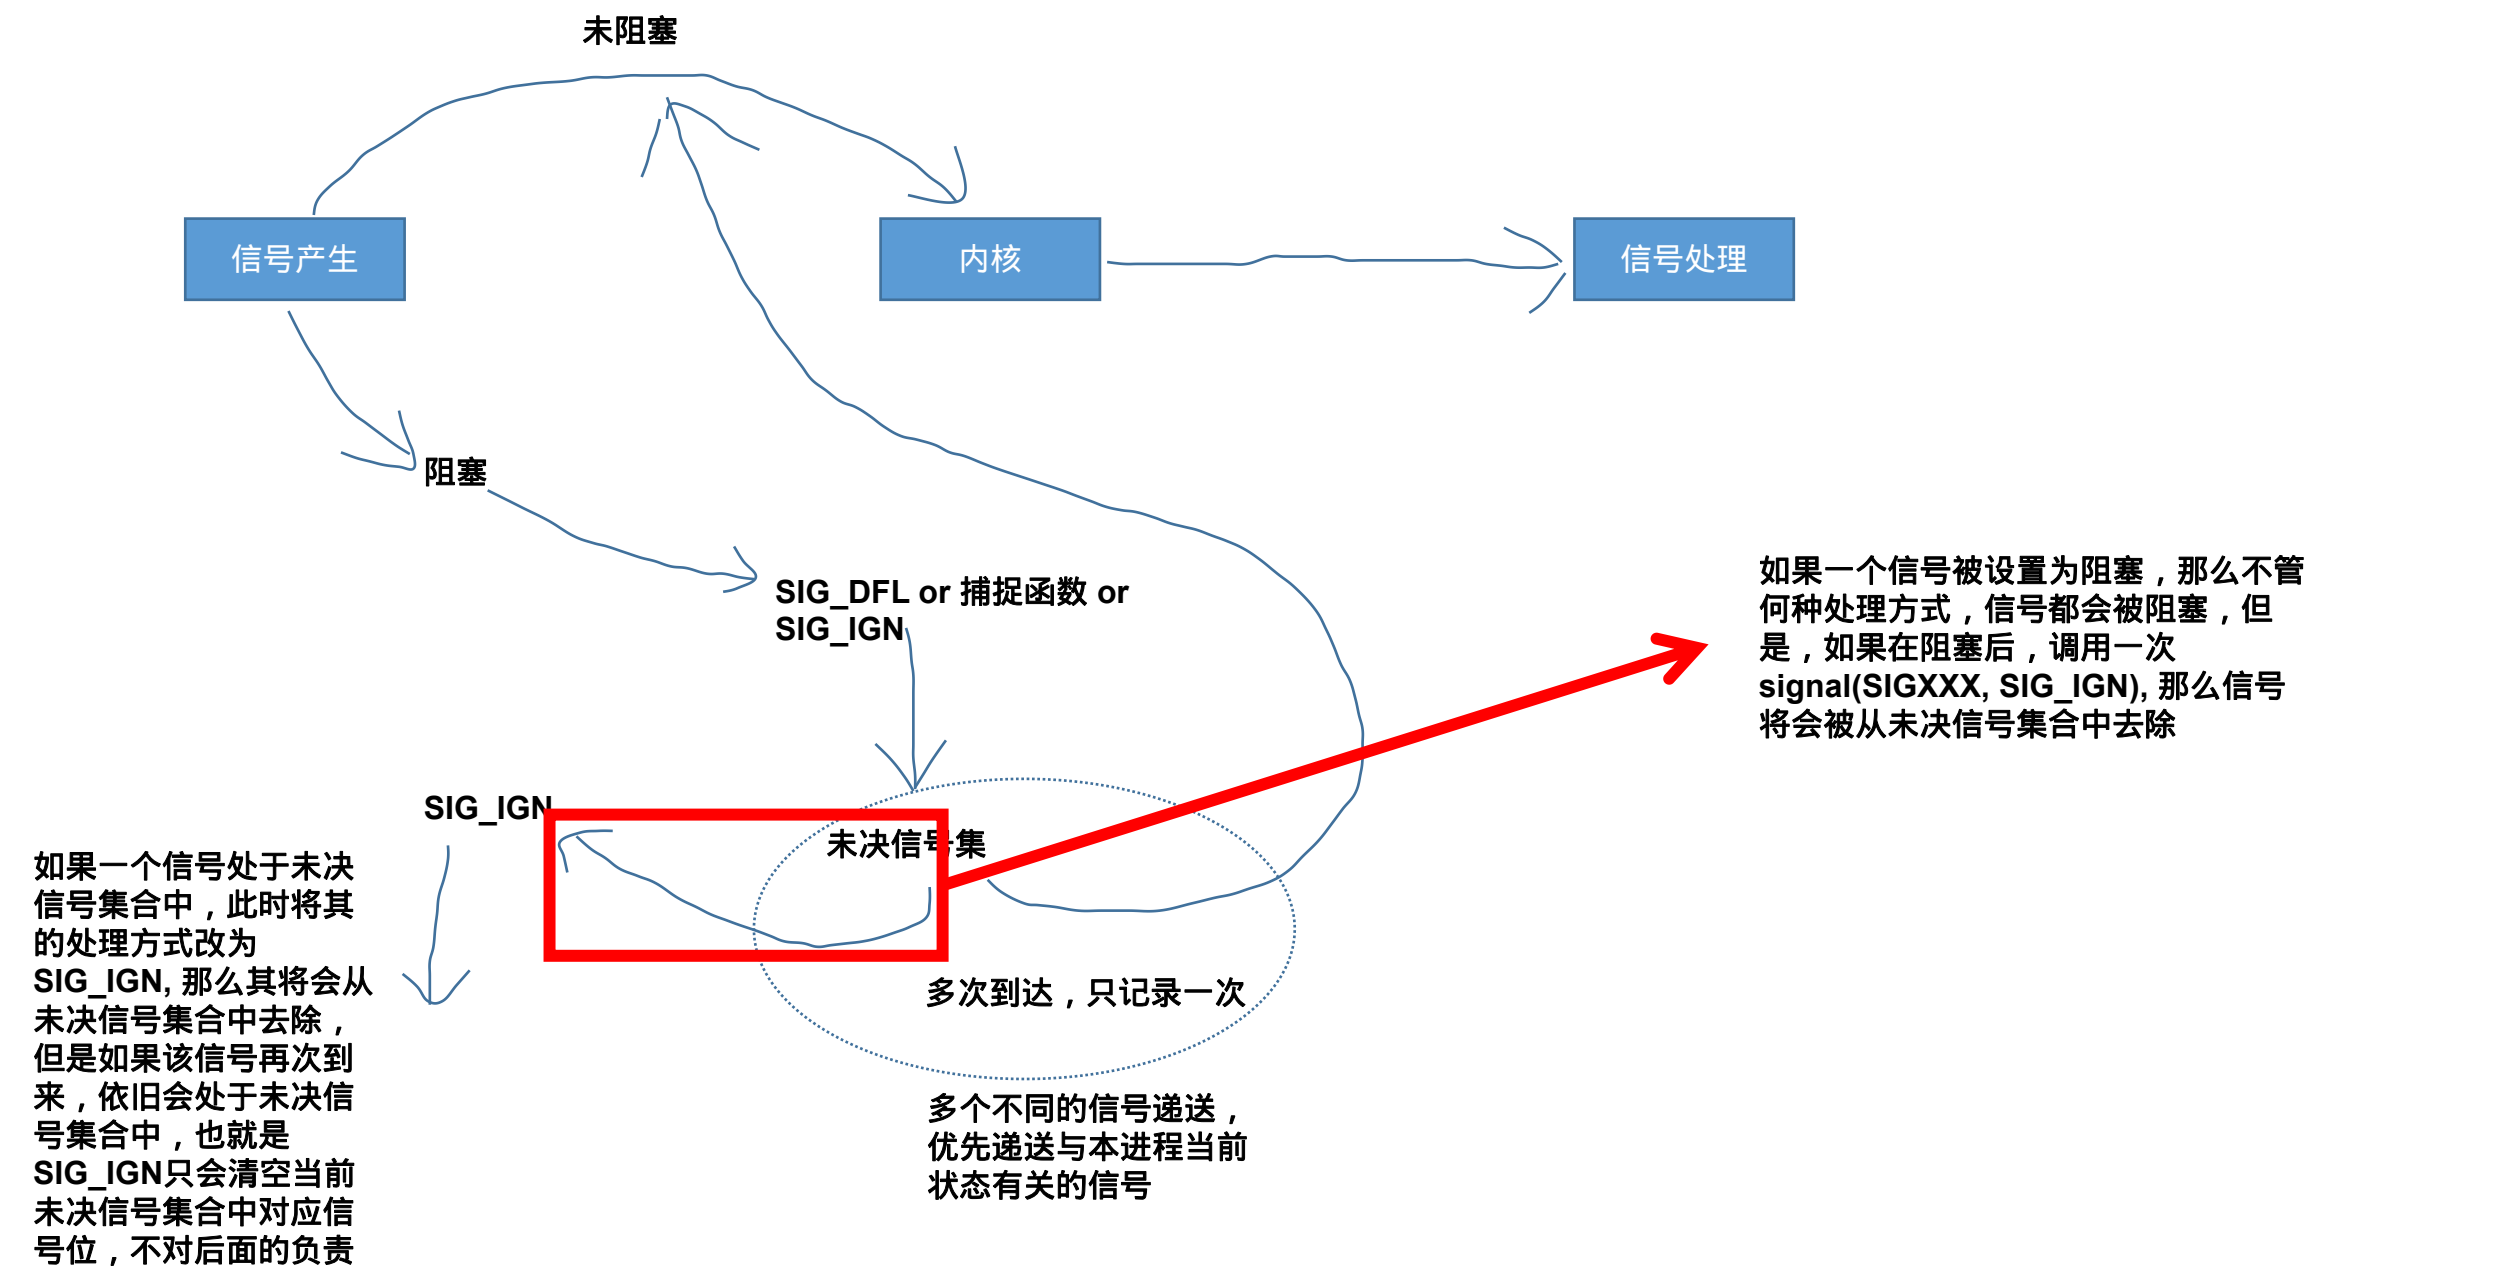 未阻塞
信号产生
内核
信号处理
阻塞
SIG_DFL or 捕捉函数 or
SIG_IGN
如果一个信号被设置为阻塞，那么不管
何种处理方式，信号都会被阻塞，但
是，如果在阻塞后，调用一次
signal(SIGXXX, SIG_IGN), 那么信号
将会被从未决信号集合中去除
SIG_IGN
未决信号集
如果一个信号处于未决
信号集合中，此时将其
的处理方式改为
SIG_IGN, 那么其将会从
未决信号集合中去除，
但是如果该信号再次到
来，依旧会处于未决信
号集合中，也就是
SIG_IGN只会清空当前
未决信号集合中对应信
号位，不对后面的负责
多次到达，只记录一次
多个不同的信号递送，
优先递送与本进程当前
状态有关的信号